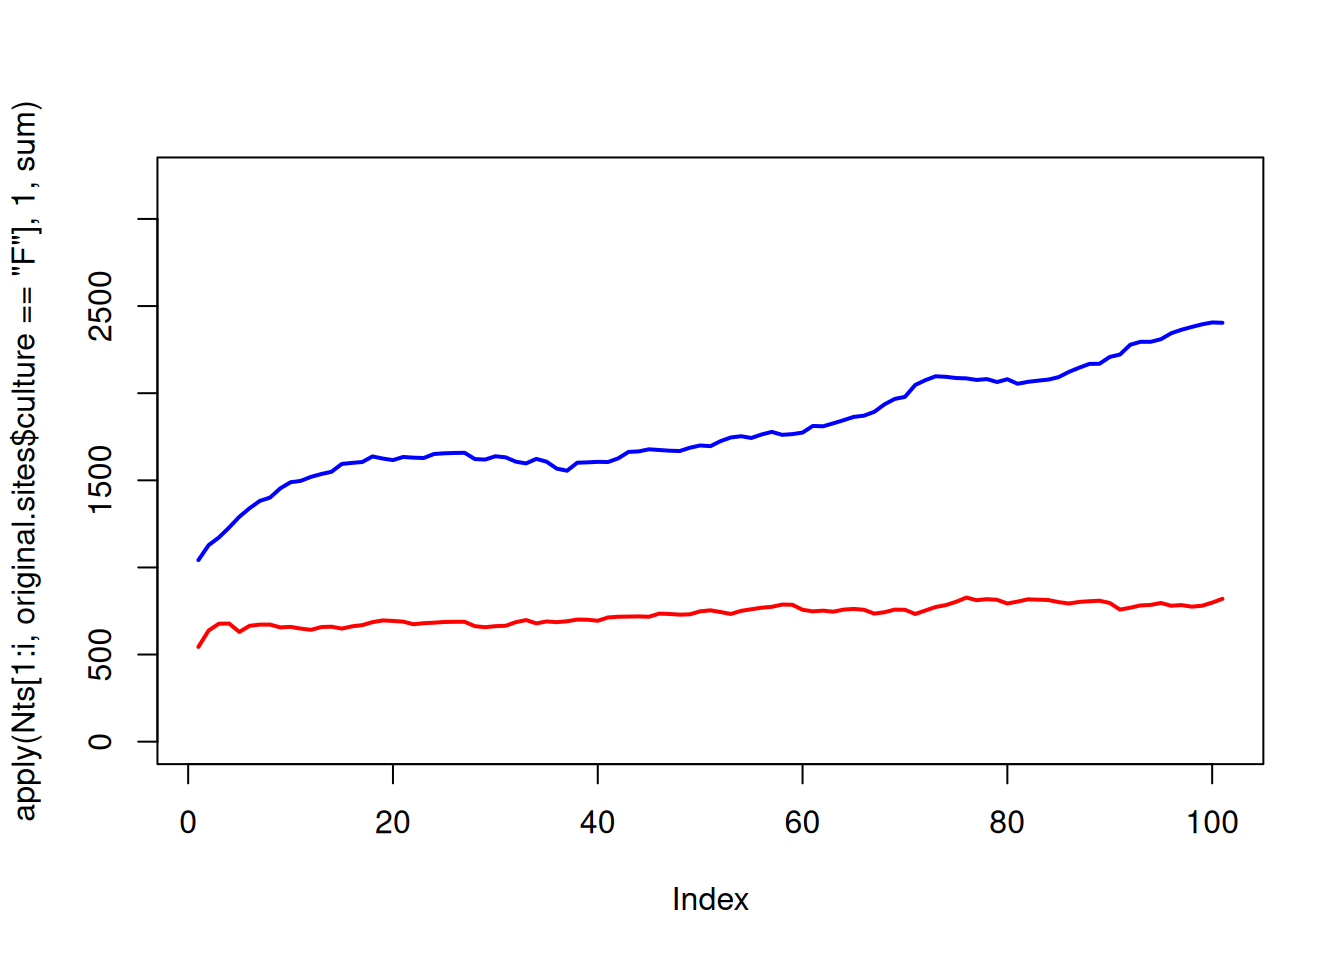 apply(Nts[1:i, original.sites$culture == "F"], 1, sum)
2500
1500
500
0
0 20 40 60 80 100
Index